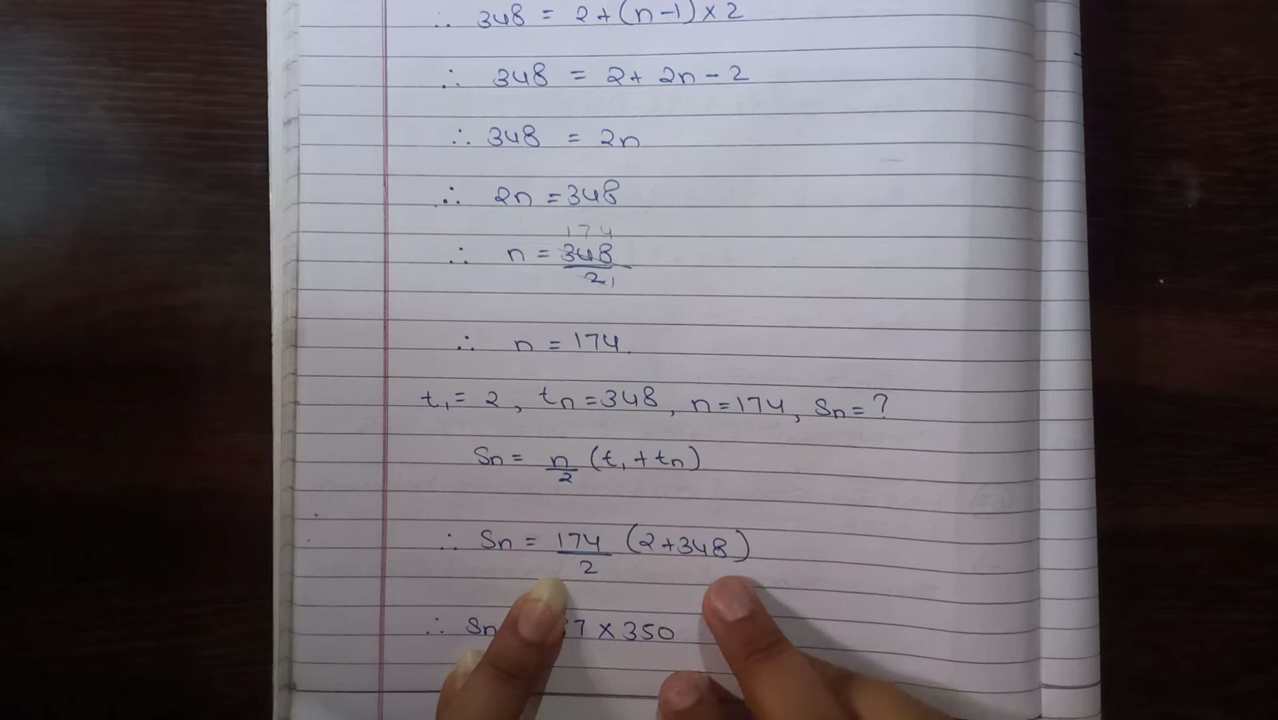 ∴ 348 = 2+(n-1)×2
∴ 348 = 2+ 2n - 2
∴ 348 = 2n
∴ 2n = 348
174
∴ n = 348
2 1
∴ n = 174.
t₁ = 2, tn = 348, n = 174, Sn = ?
Sn = n/2 (t₁ + tn)
∴ Sn = 174/2 (2+348)
∴ Sn 7 × 350